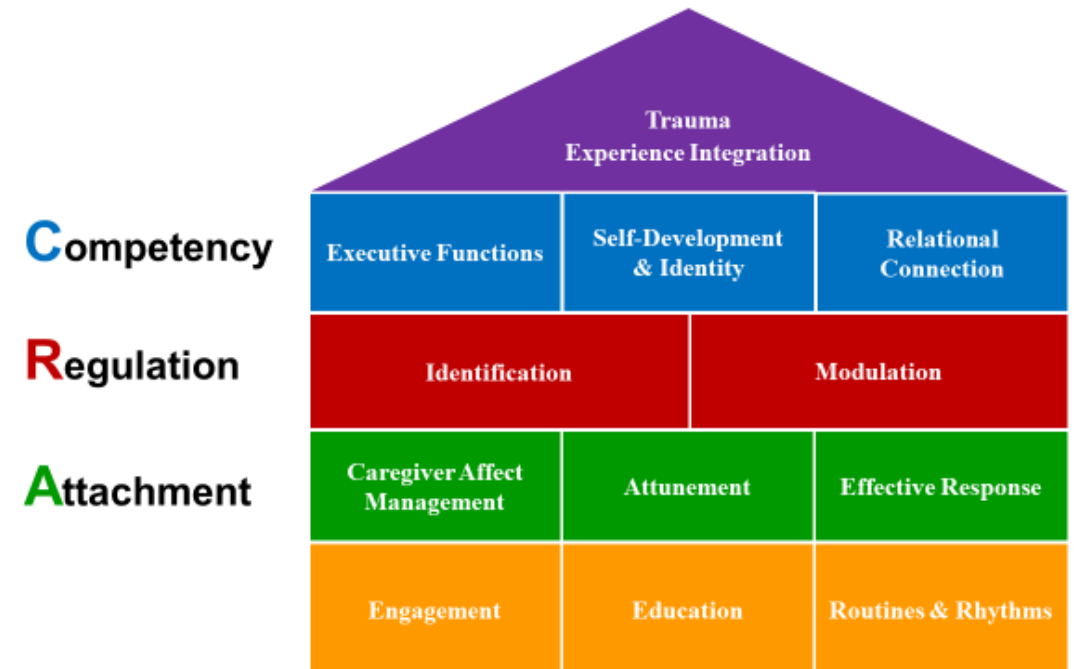 Trauma
Experience Integration
Competency
Executive Functions
Self-Development
& Identity
Relational
Connection
Regulation
Identification
Modulation
Attachment
Caregiver Affect
Management
Attunement
Effective Response
Engagement
Education
Routines & Rhythms